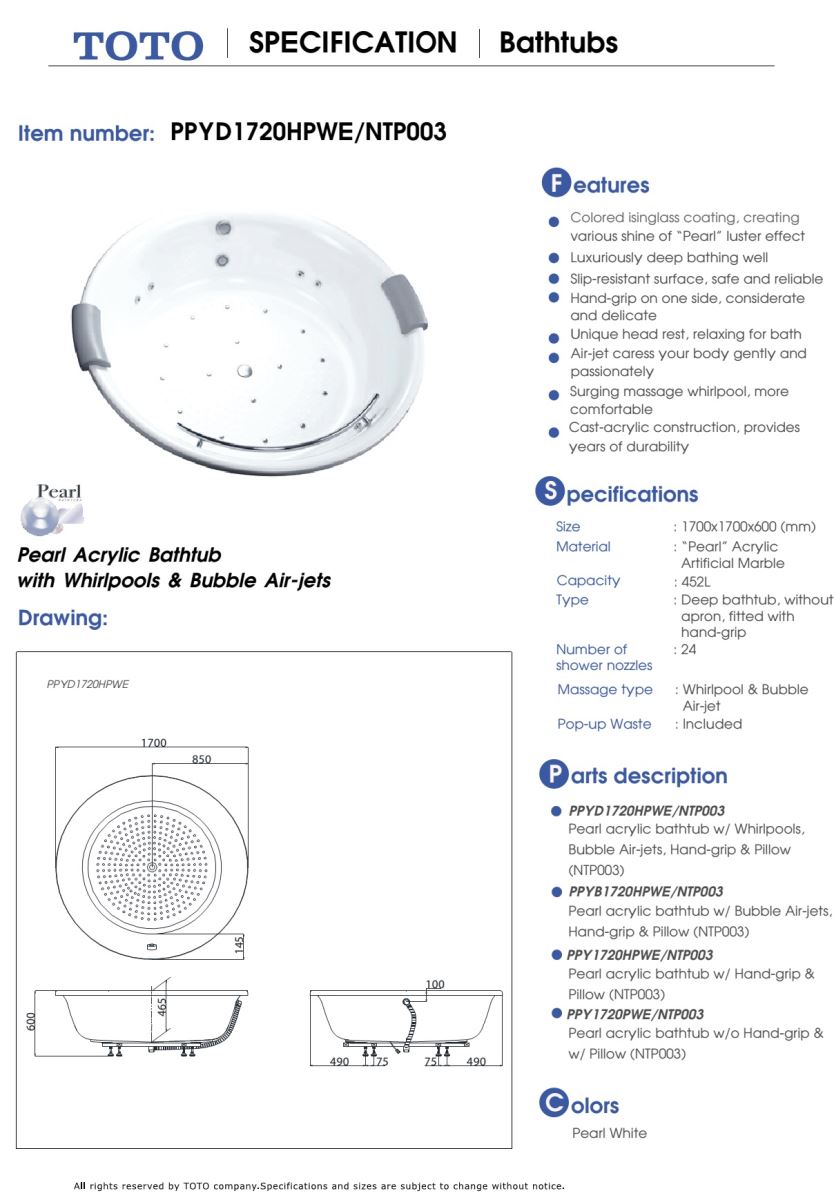 TOTO | SPECIFICATION | Bathtubs
Item number: PPYD1720HPWE/NTP003
Features
Colored isinglass coating, creating
various shine of "Pearl" luster effect
Luxuriously deep bathing well
Slip-resistant surface, safe and reliable
Hand-grip on one side, considerate
and delicate
Unique head rest, relaxing for bath
Air-jet caress your body gently and
passionately
Surging massage whirlpool, more
comfortable
Cast-acrylic construction, provides
years of durability
Pearl
Pearl Acrylic Bathtub
with Whirlpools & Bubble Air-jets
Specifications
Size : 1700x1700x600 (mm)
Material : "Pearl" Acrylic
Artificial Marble
Capacity : 452L
Type : Deep bathtub, without
apron, fitted with
hand-grip
Number of : 24
shower nozzles
Massage type : Whirlpool & Bubble
Air-jet
Pop-up Waste : Included
Drawing:
PPYD1720HPWE
1700
850
145
600
465
100
490 75 75 490
Parts description
PPYD1720HPWE/NTP003
Pearl acrylic bathtub w/ Whirlpools,
Bubble Air-jets, Hand-grip & Pillow
(NTP003)
PPYB1720HPWE/NTP003
Pearl acrylic bathtub w/ Bubble Air-jets,
Hand-grip & Pillow (NTP003)
PPY1720HPWE/NTP003
Pearl acrylic bathtub w/ Hand-grip &
Pillow (NTP003)
PPY1720PWE/NTP003
Pearl acrylic bathtub w/o Hand-grip &
w/ Pillow (NTP003)
Colors
Pearl White
All rights reserved by TOTO company.Specifications and sizes are subject to change without notice.